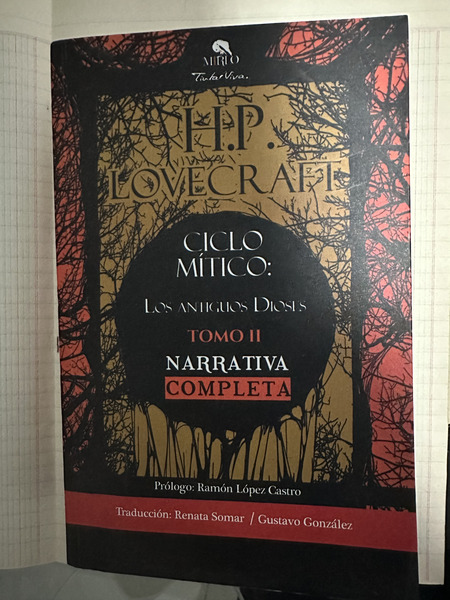 MIRLO
Tinta Viva.
H.P.
LOVECRAFT
CICLO
MÍTICO:
LOS ANTIGUOS DIOSES
TOMO II
NARRATIVA
COMPLETA
Prólogo: Ramón López Castro
Traducción: Renata Somar / Gustavo González